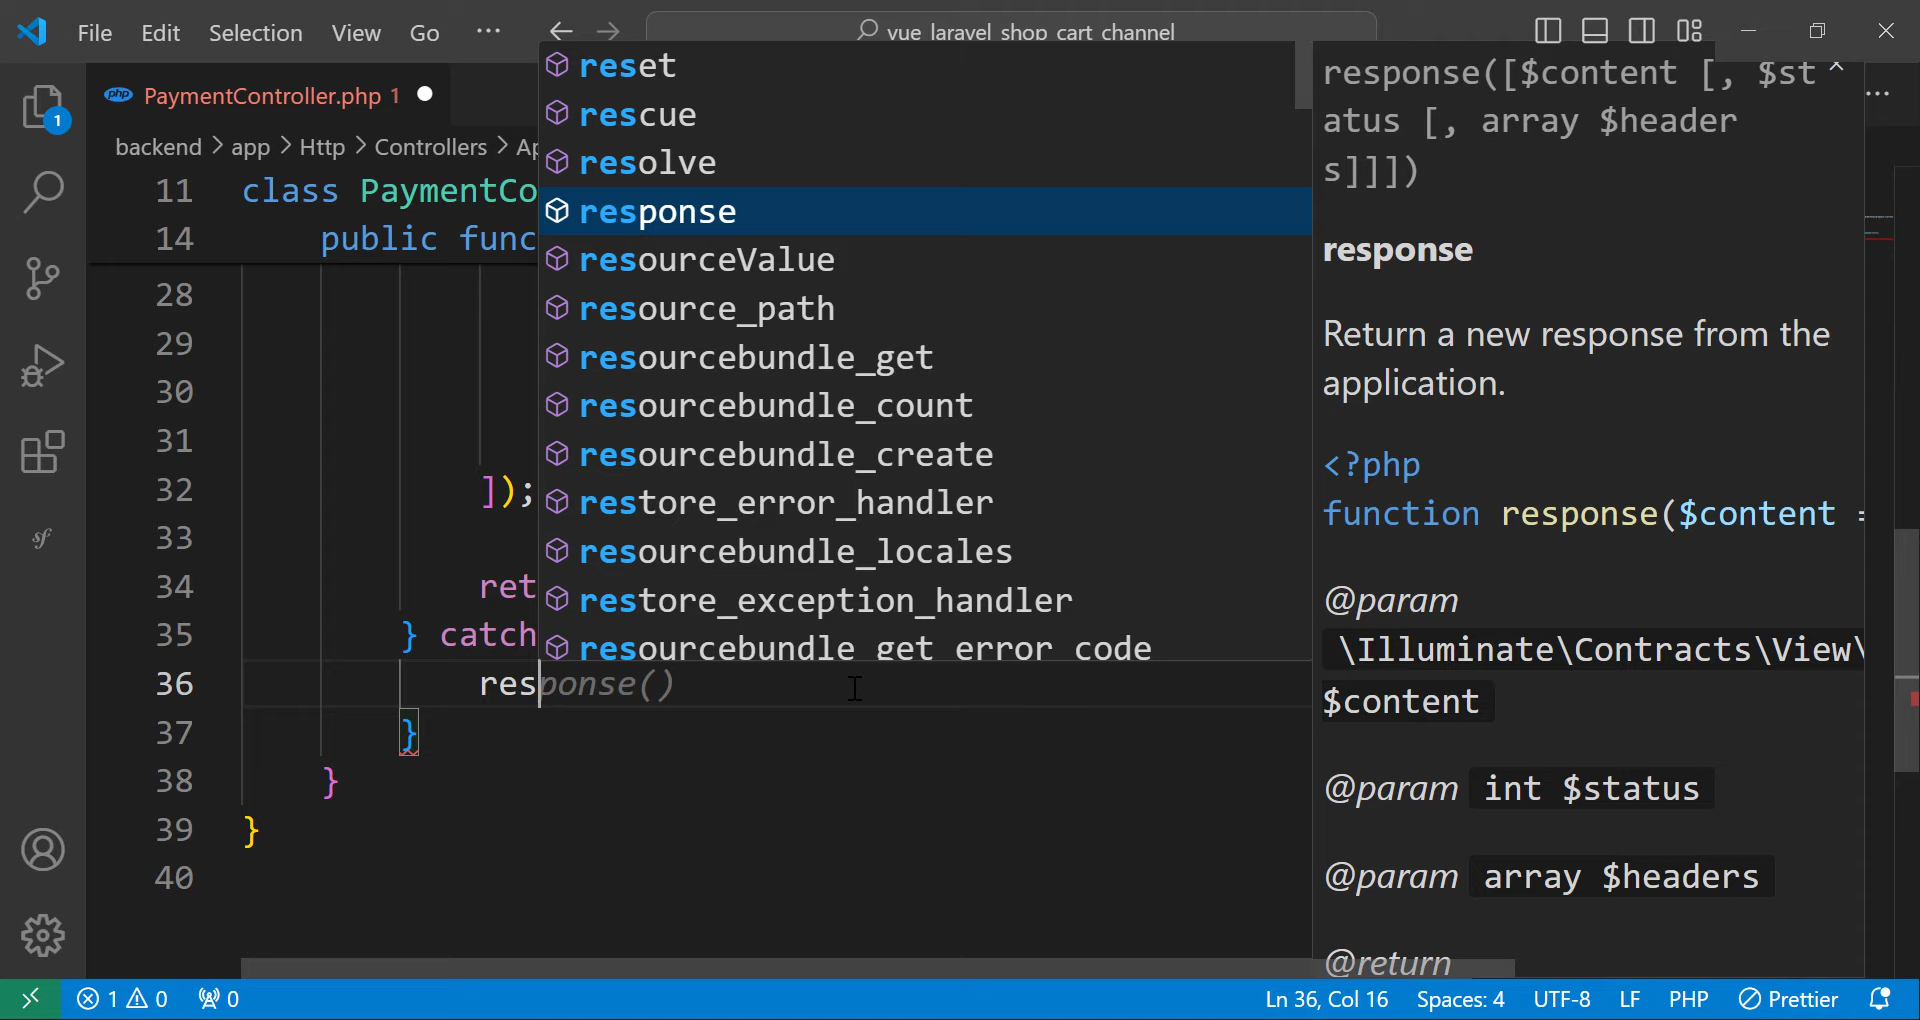 File Edit Selection View Go ...
vue laravel shop cart channel
PaymentController.php 1
backend > app > Http > Controllers >
11 class PaymentCo
14 public func
28
29
30
31
32 ]);
33
34 ret
35 } catch
36 response()
37 }
38 }
39 }
40
reset
rescue
resolve
response
resourceValue
resource_path
resourcebundle_get
resourcebundle_count
resourcebundle_create
restore_error_handler
resourcebundle_locales
restore_exception_handler
resourcebundle_get_error_code
response([$content [, $st
atus [, array $header
s]]])
response
Return a new response from the
application.
<?php
function response($content =
@param
\Illuminate\Contracts\View\
$content
@param int $status
@param array $headers
@return
1 0 0
Ln 36, Col 16 Spaces: 4 UTF-8 LF PHP Prettier